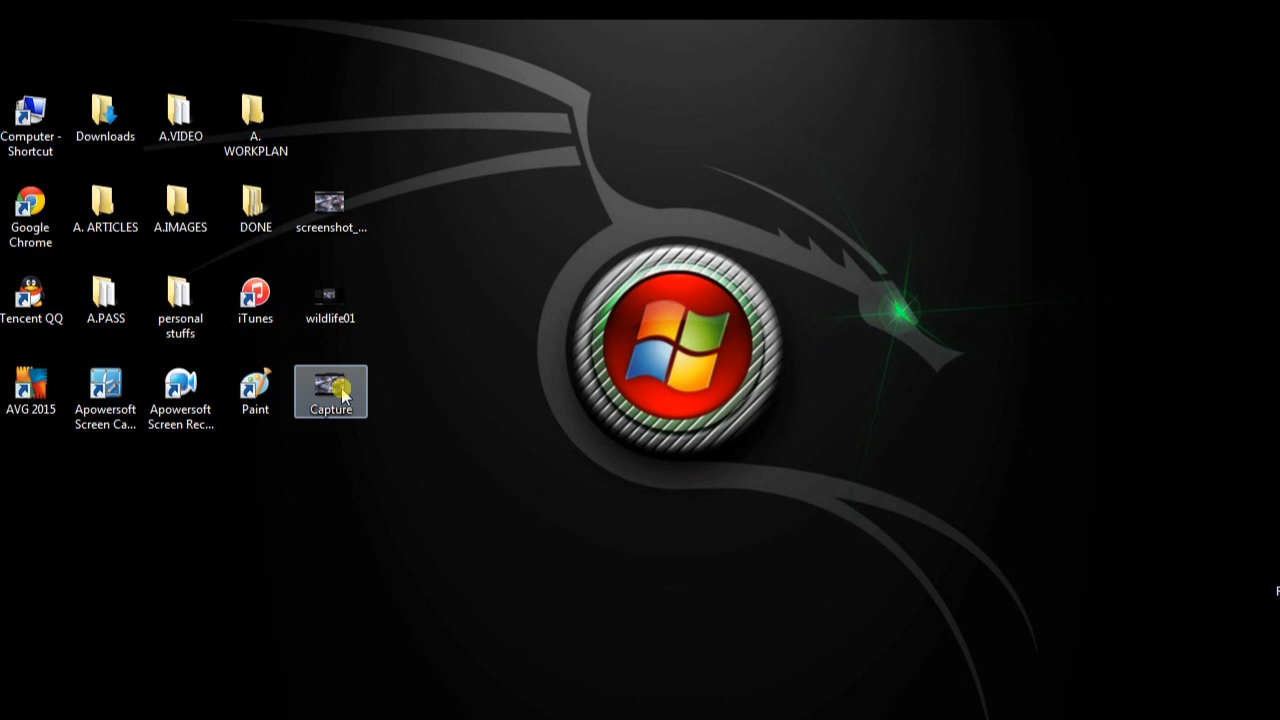 Computer -
Shortcut
Downloads
A.VIDEO
A.
WORKPLAN
Google
Chrome
A. ARTICLES
A.IMAGES
DONE
screenshot_...
Tencent QQ
A.PASS
personal
stuffs
iTunes
wildlife01
AVG 2015
Apowersoft
Screen Ca...
Apowersoft
Screen Rec...
Paint
Capture